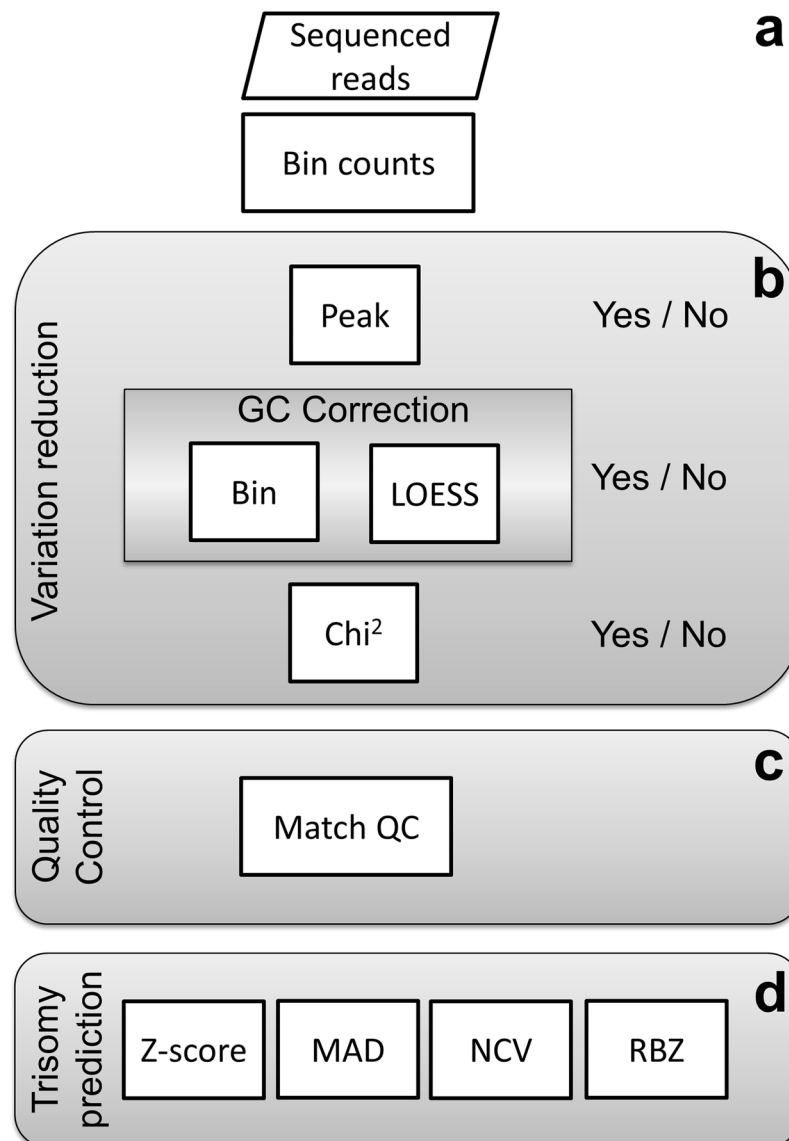 a
Sequenced
reads
Bin counts
b
Variation reduction
Peak
Yes / No
GC Correction
Bin
LOESS
Yes / No
Chi²
Yes / No
c
Quality
Control
Match QC
d
Trisomy
prediction
Z-score
MAD
NCV
RBZ